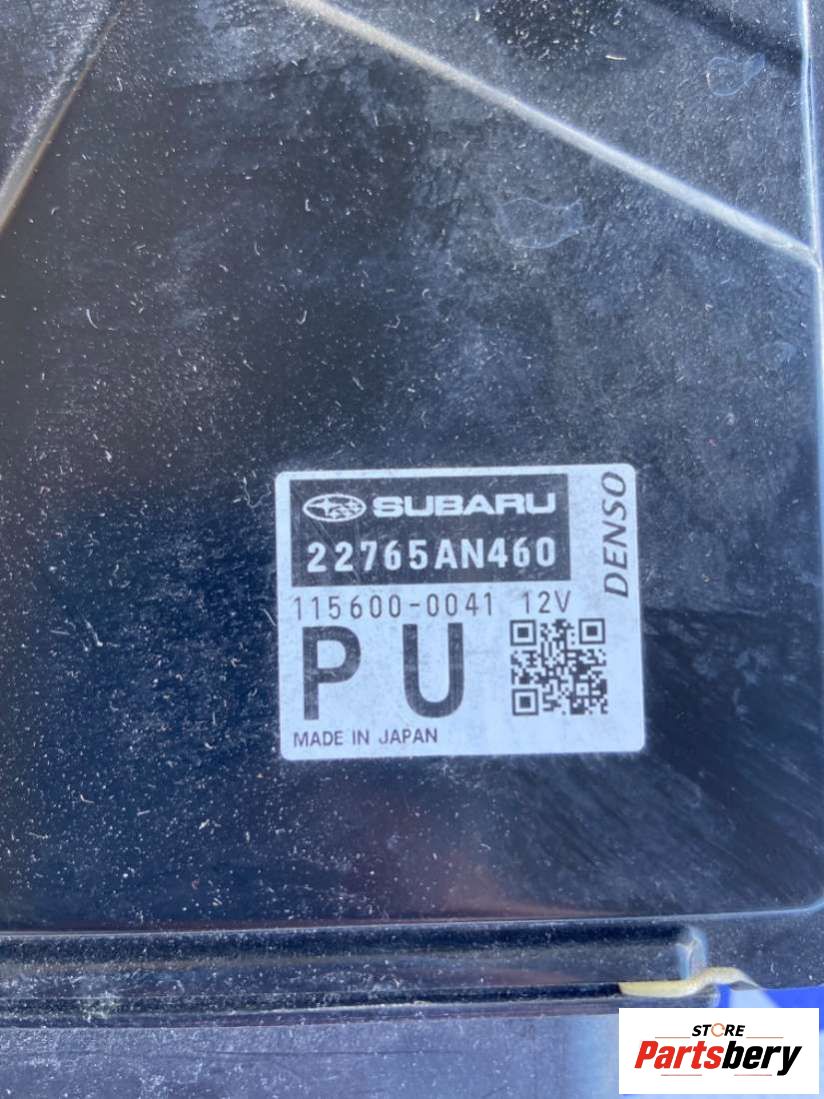 SUBARU
22765AN460
DENSO
115600-0041 12V
PU
MADE IN JAPAN
STORE
Partsbery